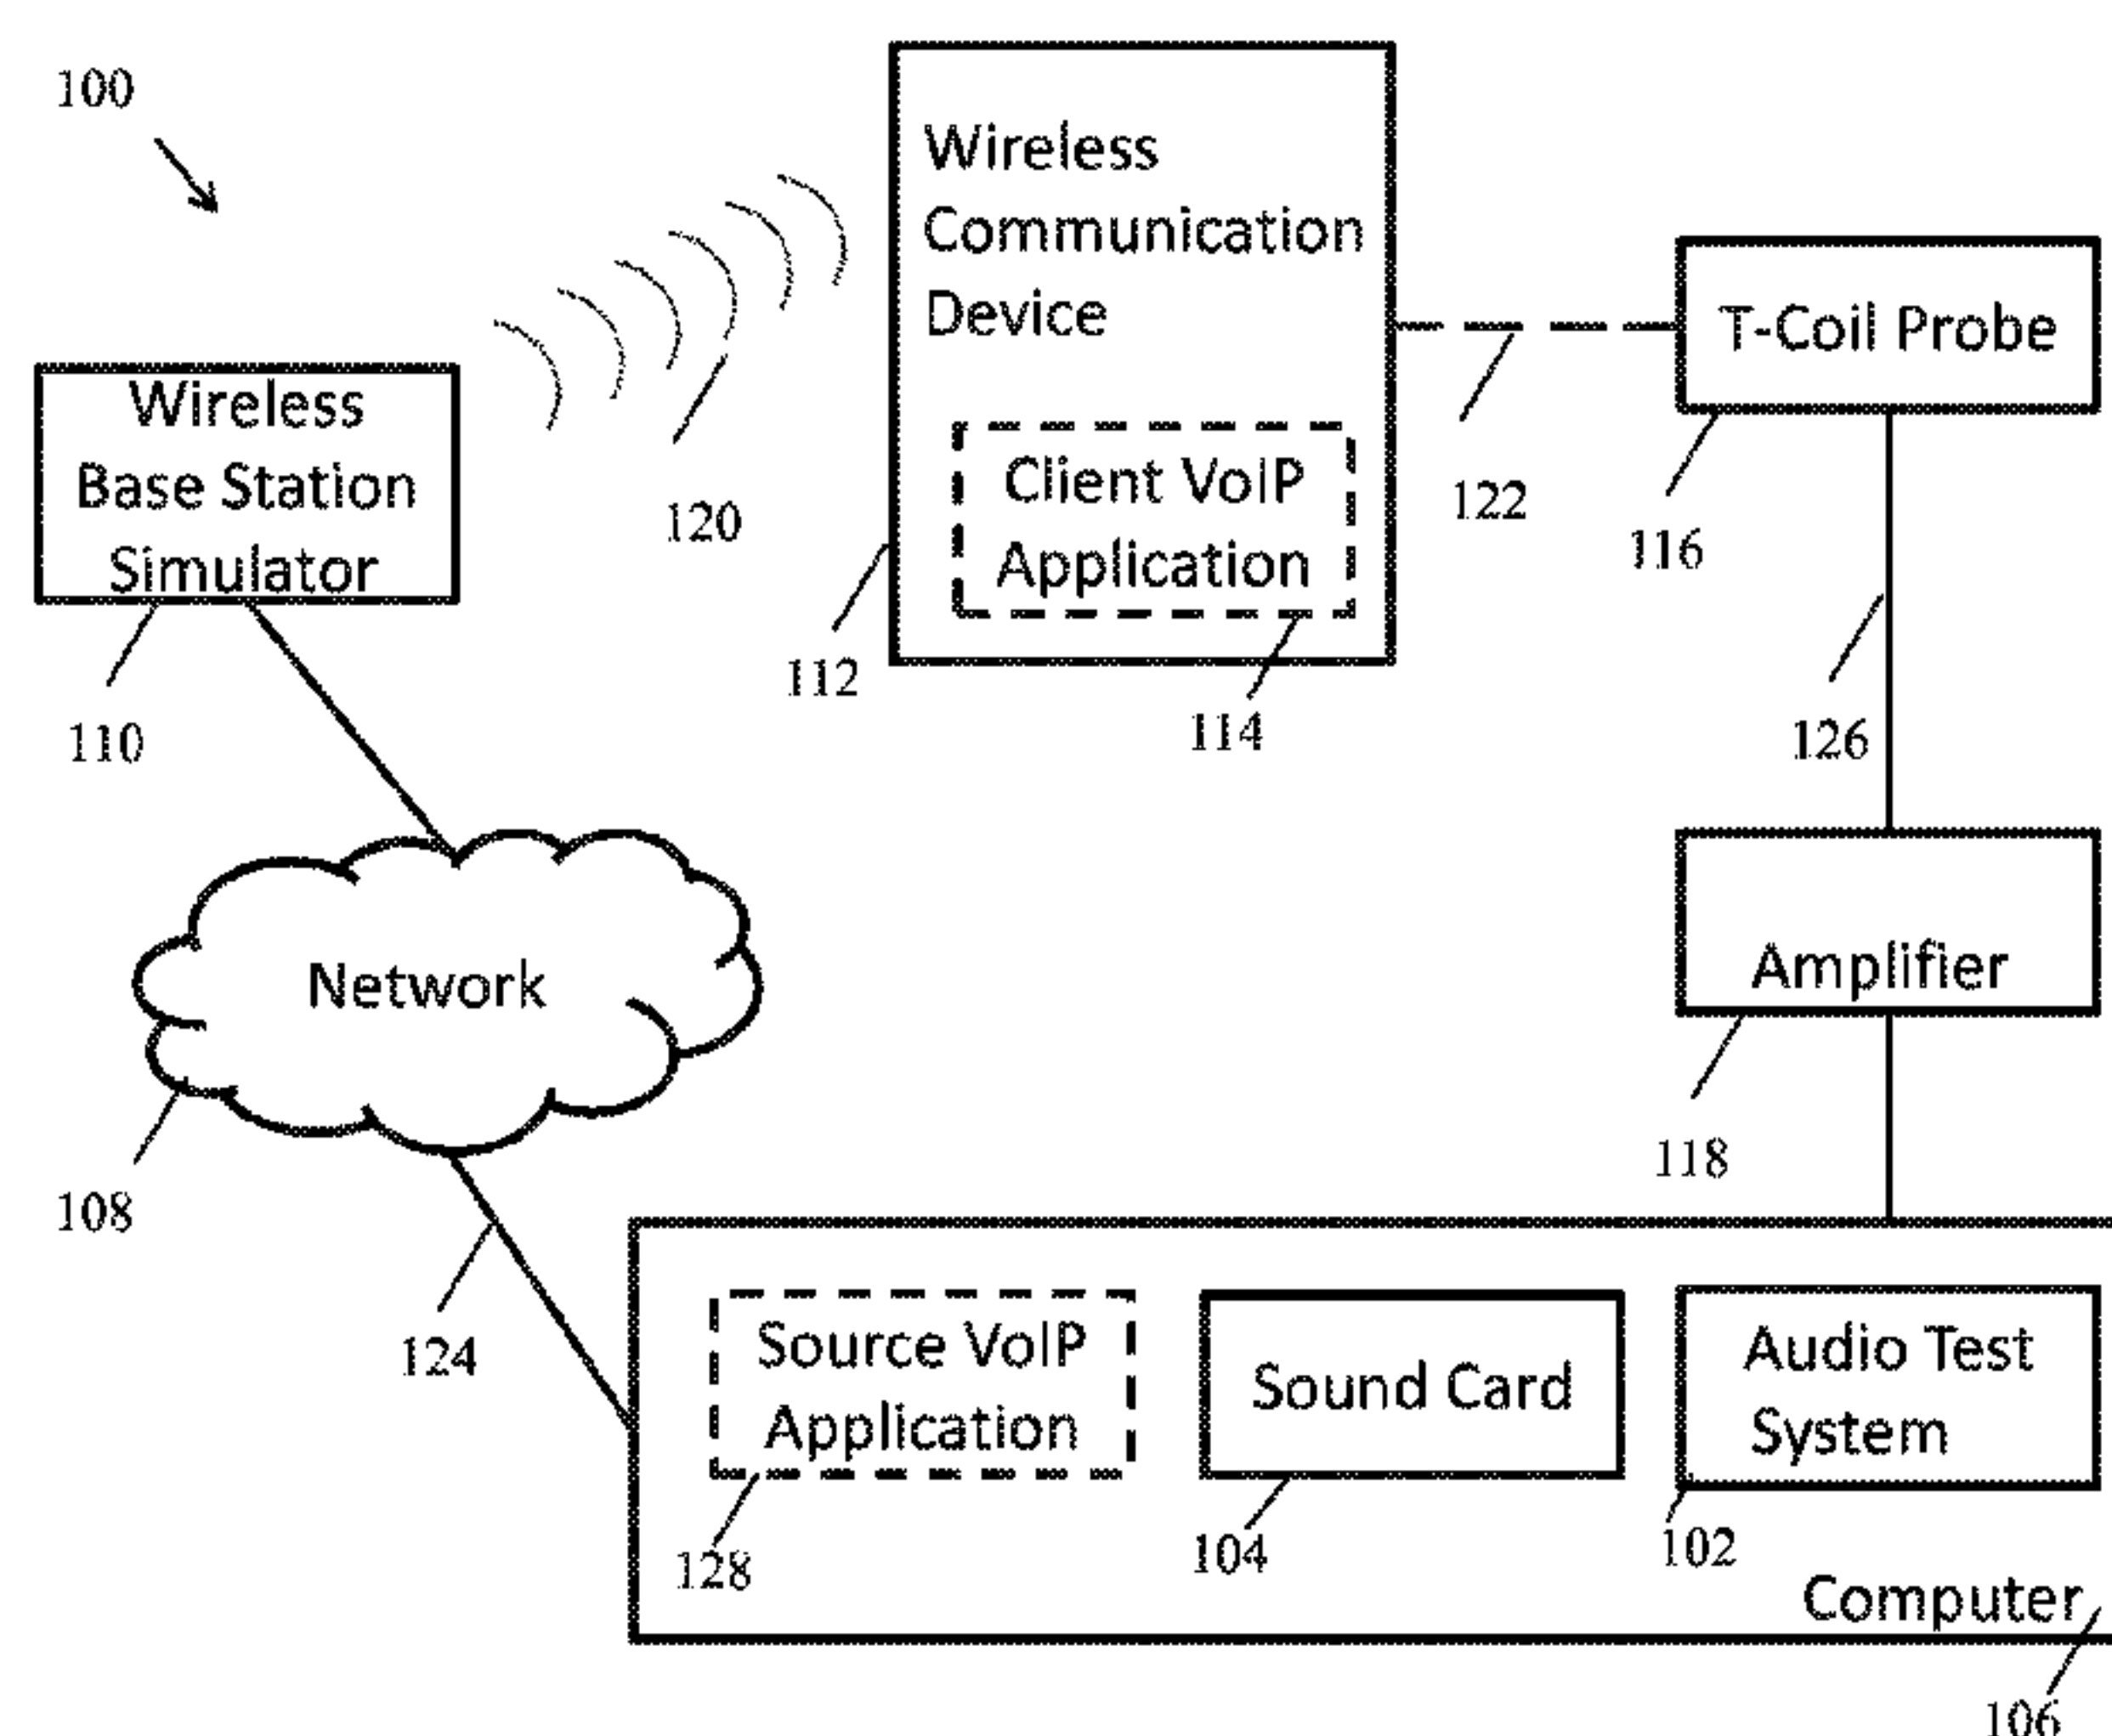 100
Wireless
Communication
Device
T-Coil Probe
Wireless
Base Station
Simulator
120
Client VoIP
Application
122
116
112
114
110
126
Network
Amplifier
118
108
124
Source VoIP
Application
Sound Card
Audio Test
System
128
104
102
Computer
106